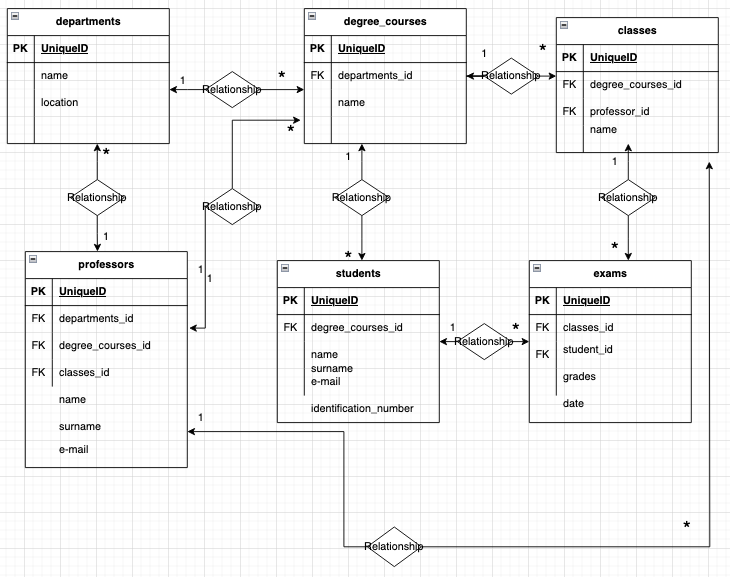 departments
PK UniqueID
name
location
degree_courses
PK UniqueID
FK departments_id
name
classes
PK UniqueID
FK degree_courses_id
FK professor_id
name
1 Relationship *
1 Relationship *
* Relationship 1
* Relationship 1 1
1 Relationship *
1 Relationship *
professors
PK UniqueID
FK departments_id
FK degree_courses_id
FK classes_id
name
surname
e-mail
students
PK UniqueID
FK degree_courses_id
name
surname
e-mail
identification_number
1 Relationship *
exams
PK UniqueID
FK classes_id
FK student_id
grades
date
1 Relationship *